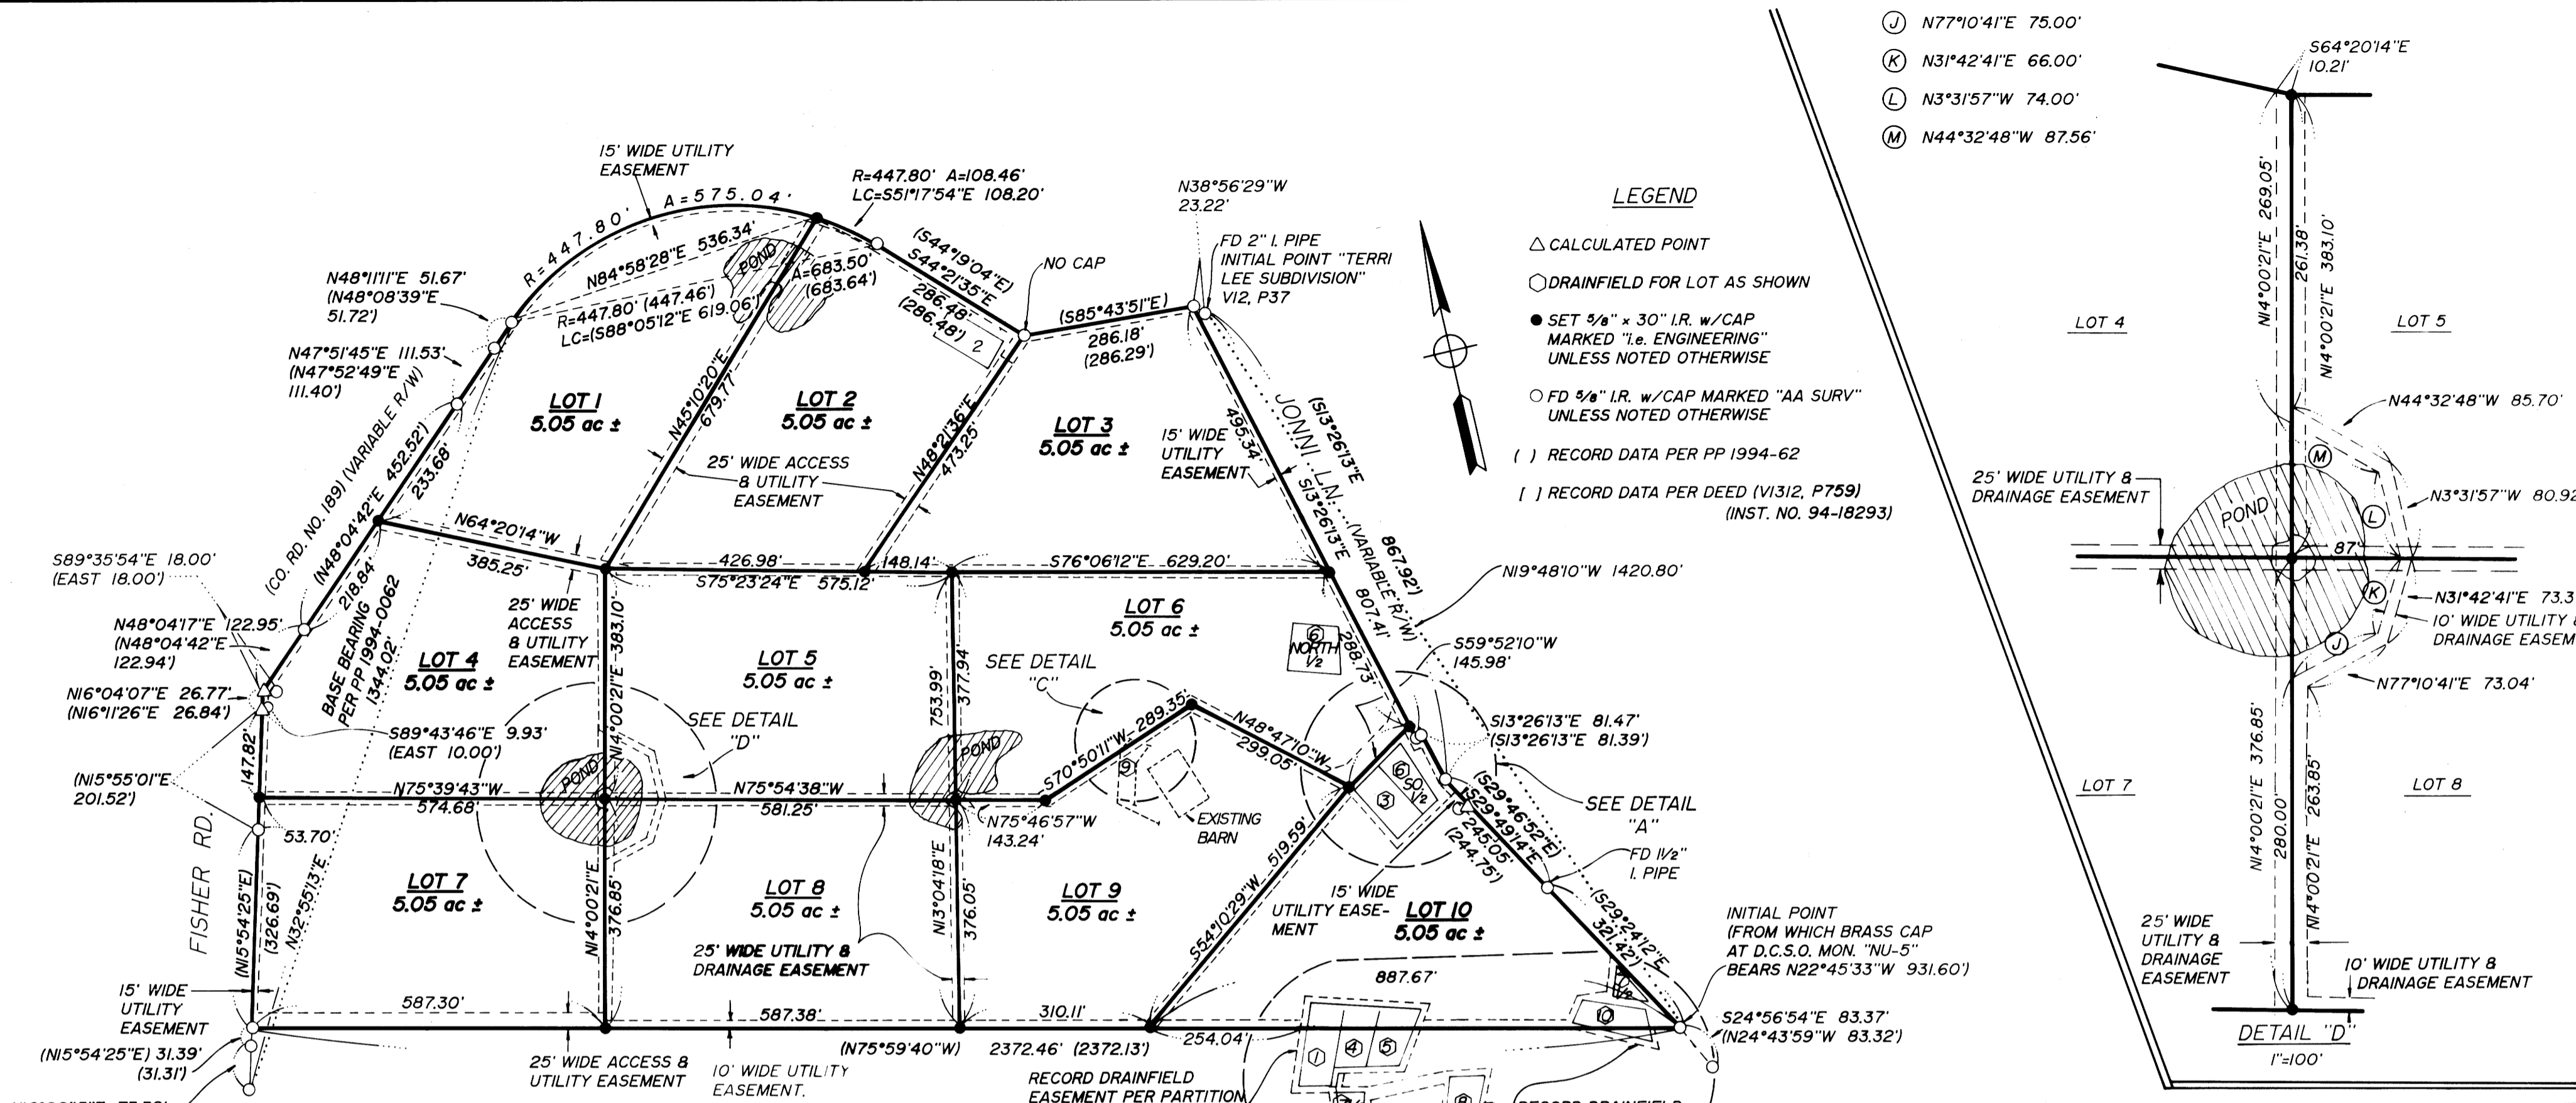 J N77°10'41"E 75.00'
K N31°42'41"E 66.00'
L N3°31'57"W 74.00'
M N44°32'48"W 87.56'
S64°20'14"E
10.21'
15' WIDE UTILITY
EASEMENT
R=447.80' A=575.04'
R=447.80' A=108.46'
LC=S51°17'54"E 108.20'
N38°56'29"W
23.22'
FD 2" I. PIPE
INITIAL POINT "TERRI
LEE SUBDIVISION"
V12, P37
NO CAP
N84°58'28"E 536.34'
POND
A=683.50'
(683.64')
R=447.80' (447.46')
LC=(S88°05'12"E 619.06')
(S44°19'04"E)
S44°21'35"E
286.48'
(286.48')
2
(S85°43'51"E)
286.18'
(286.29')
N48°11'11"E 51.67'
(N48°08'39"E
51.72')
N47°51'45"E 111.53'
(N47°52'49"E
111.40')
(CO. RD. NO. 189) (VARIABLE R/W)
(N48°04'42"E 452.52')
233.68'
218.84'
LOT 1
5.05 ac ±
N45°10'20"E
679.77'
LOT 2
5.05 ac ±
N48°21'36"E
473.25'
LOT 3
5.05 ac ±
15' WIDE
UTILITY
EASEMENT
495.34'
JONNI LN.
(VARIABLE R/W)
(S13°26'13"E
867.92')
S13°26'13"E
807.41'
25' WIDE ACCESS
& UTILITY
EASEMENT
LEGEND
△ CALCULATED POINT
⬡ DRAINFIELD FOR LOT AS SHOWN
● SET 5/8" x 30" I.R. w/CAP
MARKED "i.e. ENGINEERING"
UNLESS NOTED OTHERWISE
○ FD 5/8" I.R. w/CAP MARKED "AA SURV"
UNLESS NOTED OTHERWISE
( ) RECORD DATA PER PP 1994-62
[ ] RECORD DATA PER DEED (V1312, P759)
(INST. NO. 94-18293)
N64°20'14"W
385.25'
426.98'
148.14'
S75°23'24"E 575.12'
S76°06'12"E 629.20'
S89°35'54"E 18.00'
(EAST 18.00')
N48°04'17"E 122.95'
(N48°04'42"E
122.94')
N16°04'07"E 26.77'
(N16°11'26"E 26.84')
BASE BEARING
PER PP 1994-0062
1344.02'
LOT 4
5.05 ac ±
25' WIDE
ACCESS
& UTILITY
EASEMENT
N14°00'21"E 383.10'
LOT 5
5.05 ac ±
753.99'
377.94'
LOT 6
5.05 ac ±
6
NORTH
1/2
288.73'
N19°48'10"W 1420.80'
S59°52'10"W
145.98'
SEE DETAIL
"C"
SEE DETAIL
"D"
S70°50'11"W 289.35'
N48°47'10"W
299.05'
S89°43'46"E 9.93'
(EAST 10.00')
S13°26'13"E 81.47'
(S13°26'13"E 81.39')
147.82'
(N15°55'01"E
201.52')
53.70'
N75°39'43"W
574.68'
POND
N75°54'38"W
581.25'
POND
N75°46'57"W
143.24'
9
EXISTING
BARN
6
SO.
1/2
3
(S29°46'52"E)
S29°49'14"E
245.05'
(244.75')
SEE DETAIL
"A"
FD 1 1/2"
I. PIPE
FISHER RD.
(N15°54'25"E)
(326.69')
N32°55'13"E
LOT 7
5.05 ac ±
N14°00'21"E
376.85'
LOT 8
5.05 ac ±
25' WIDE UTILITY &
DRAINAGE EASEMENT
N13°04'18"E
376.05'
LOT 9
5.05 ac ±
S54°10'29"W 519.59'
15' WIDE
UTILITY EASE-
MENT
LOT 10
5.05 ac ±
(S29°24'12"E
321.42')
INITIAL POINT
(FROM WHICH BRASS CAP
AT D.C.S.O. MON. "NU-5"
BEARS N22°45'33"W 931.60')
15' WIDE
UTILITY
EASEMENT
587.30'
587.38'
310.11'
887.67'
254.04'
10
1/2
S24°56'54"E 83.37'
(N24°43'59"W 83.32')
(N15°54'25"E) 31.39'
(31.31')
25' WIDE ACCESS &
UTILITY EASEMENT
10' WIDE UTILITY
EASEMENT.
(N75°59'40"W) 2372.46' (2372.13')
RECORD DRAINFIELD
EASEMENT PER PARTITION
1 4 5
8
N14°00'21"E 269.05'
261.38'
N14°00'21"E 383.10'
LOT 4
LOT 5
N44°32'48"W 85.70'
25' WIDE UTILITY &
DRAINAGE EASEMENT
POND
M
L
N3°31'57"W 80.92
87'
K
N31°42'41"E 73.3
10' WIDE UTILITY &
DRAINAGE EASEM
J
N77°10'41"E 73.04'
LOT 7
LOT 8
N14°00'21"E 376.85'
280.00'
N14°00'21"E 263.85'
25' WIDE
UTILITY &
DRAINAGE
EASEMENT
10' WIDE UTILITY &
DRAINAGE EASEMENT
DETAIL "D"
1"=100'